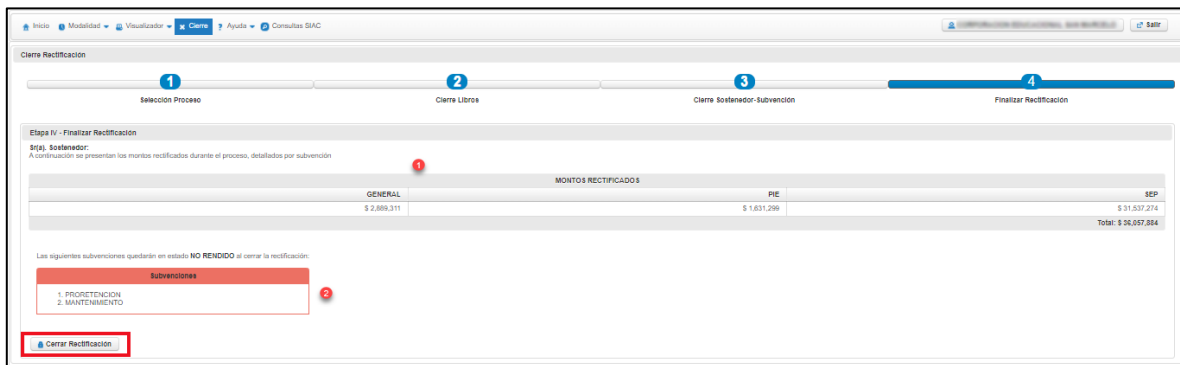 Inicio Modalidad Visualizador Cierre ? Ayuda Consultas SIAC Salir
Cierre Rectificación
1 2 3 4
Selección Proceso Cierre Libros Cierre Sostenedor-Subvención Finalizar Rectificación
Etapa IV - Finalizar Rectificación
Sr(a). Sostenedor:
A continuación se presentan los montos rectificados durante el proceso, detallados por subvención
1
MONTOS RECTIFICADOS
GENERAL PIE SEP
$ 2,889,311 $ 1,631,299 $ 31,537,274
Total: $ 36,057,884
Las siguientes subvenciones quedarán en estado NO RENDIDO al cerrar la rectificación:
Subvenciones
1. PRORETENCION
2. MANTENIMIENTO
2
Cerrar Rectificación